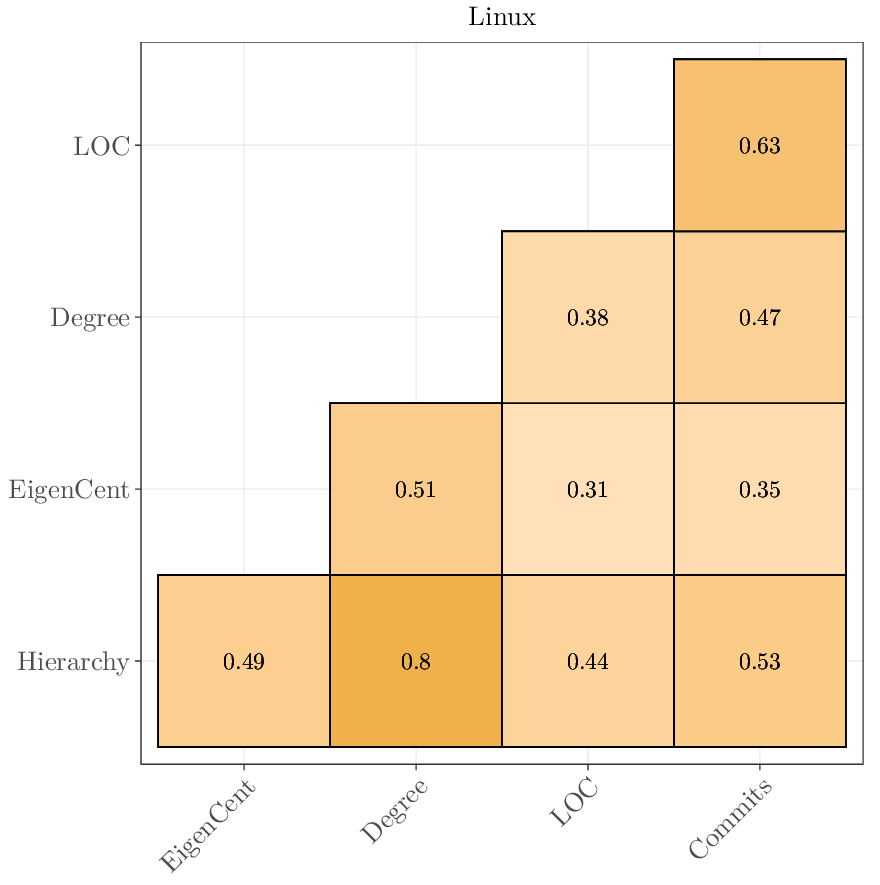 Linux
LOC
0.63
Degree
0.38 0.47
EigenCent
0.51 0.31 0.35
Hierarchy
0.49 0.8 0.44 0.53
EigenCent Degree LOC Commits